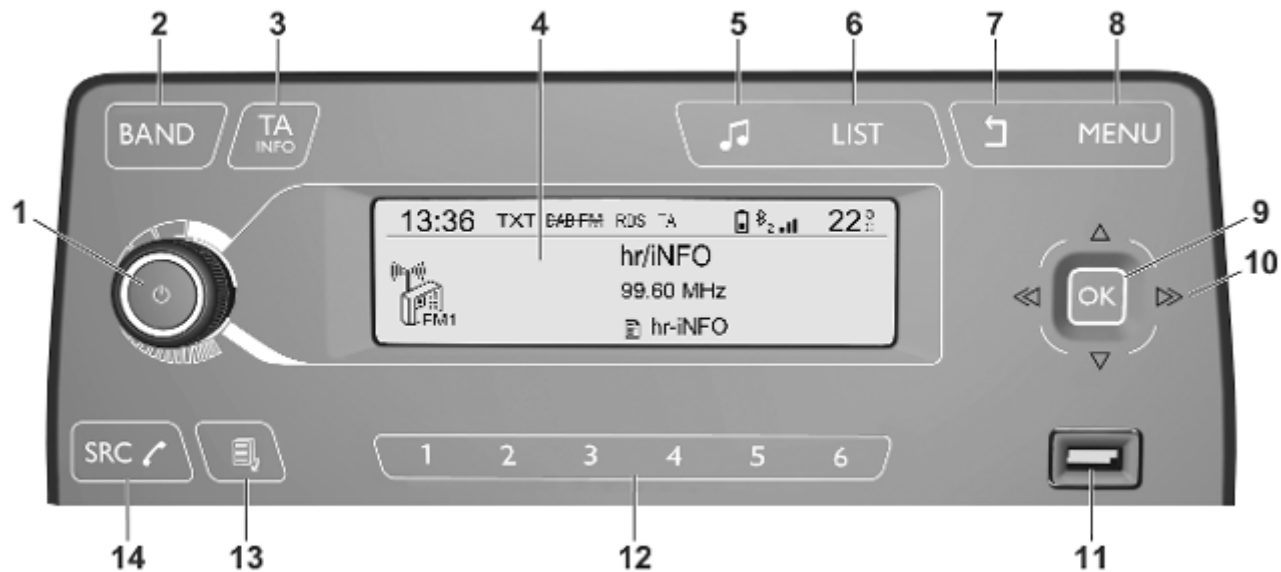 2 3 4 5 6 7 8
BAND TA LIST MENU
INFO
1 13:36 TXT DAB-FM RDS TA 2 22 9
hr/iNFO
99.60 MHz OK 10
FM1 hr-iNFO
SRC 1 2 3 4 5 6
14 13 12 11